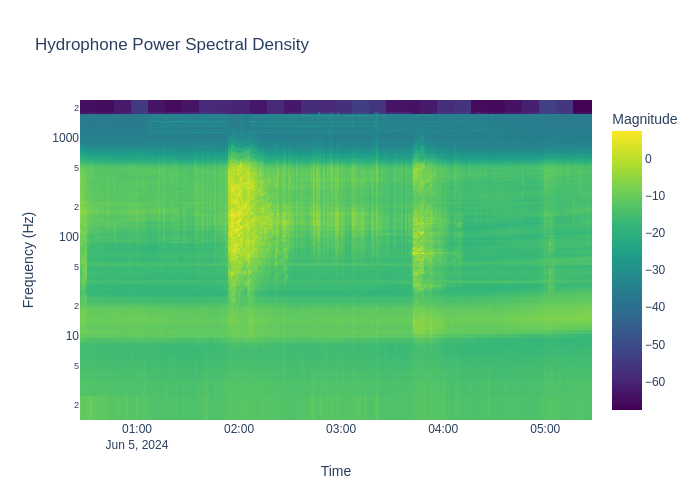 Hydrophone Power Spectral Density
Magnitude
2
1000
5
2
100
5
2
10
5
2
Frequency (Hz)
0
−10
−20
−30
−40
−50
−60
01:00 02:00 03:00 04:00 05:00
Jun 5, 2024
Time